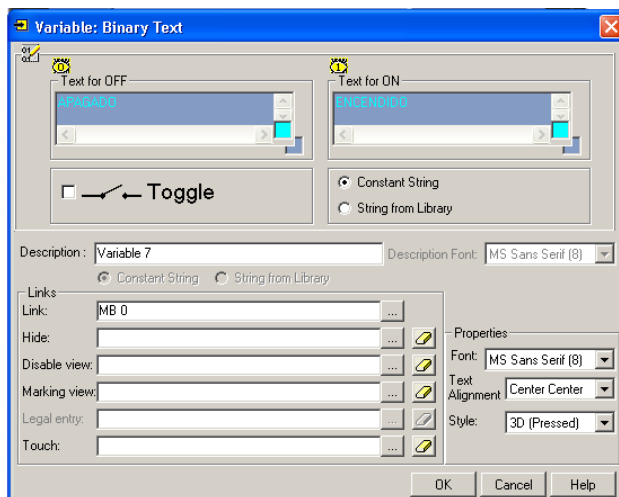 Variable: Binary Text
Text for OFF
APAGADO
Text for ON
ENCENDIDO
Toggle
Constant String
String from Library
Description : Variable 7 Description Font: MS Sans Serif (8)
Constant String String from Library
Links
Link: MB 0 ...
Hide: ...
Disable view: ...
Marking view: ...
Legal entry: ...
Touch: ...
Properties
Font: MS Sans Serif (8)
Text
Alignment Center Center
Style: 3D (Pressed)
OK Cancel Help